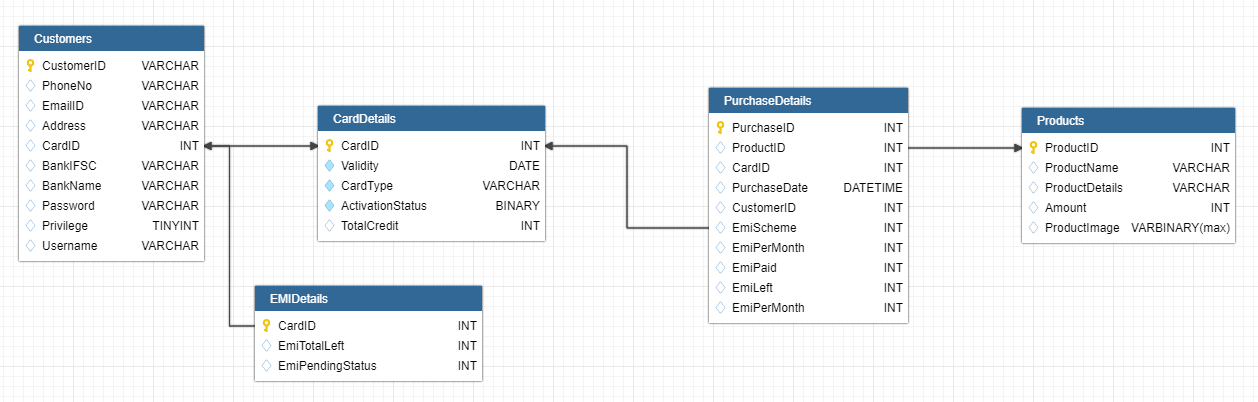 Customers
CustomerID VARCHAR
PhoneNo VARCHAR
EmailID VARCHAR
Address VARCHAR
CardID INT
BankIFSC VARCHAR
BankName VARCHAR
Password VARCHAR
Privilege TINYINT
Username VARCHAR
CardDetails
CardID INT
Validity DATE
CardType VARCHAR
ActivationStatus BINARY
TotalCredit INT
EMIDetails
CardID INT
EmiTotalLeft INT
EmiPendingStatus INT
PurchaseDetails
PurchaseID INT
ProductID INT
CardID INT
PurchaseDate DATETIME
CustomerID INT
EmiScheme INT
EmiPerMonth INT
EmiPaid INT
EmiLeft INT
EmiPerMonth INT
Products
ProductID INT
ProductName VARCHAR
ProductDetails VARCHAR
Amount INT
ProductImage VARBINARY(max)